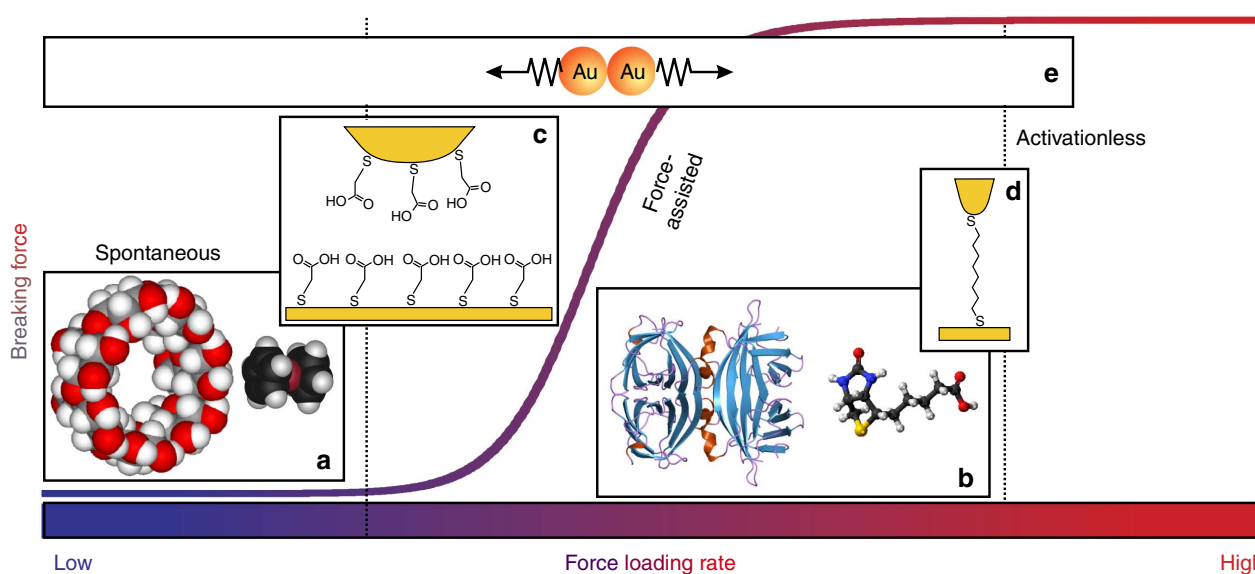 Au Au
e
c
Activationless
S
S
S
O
HO
HO
O
O
HO
Force-
assisted
d
S
S
Spontaneous
O OH
O OH
O OH
O OH
O OH
S
S
S
S
S
Breaking force
a
b
Low
Force loading rate
High